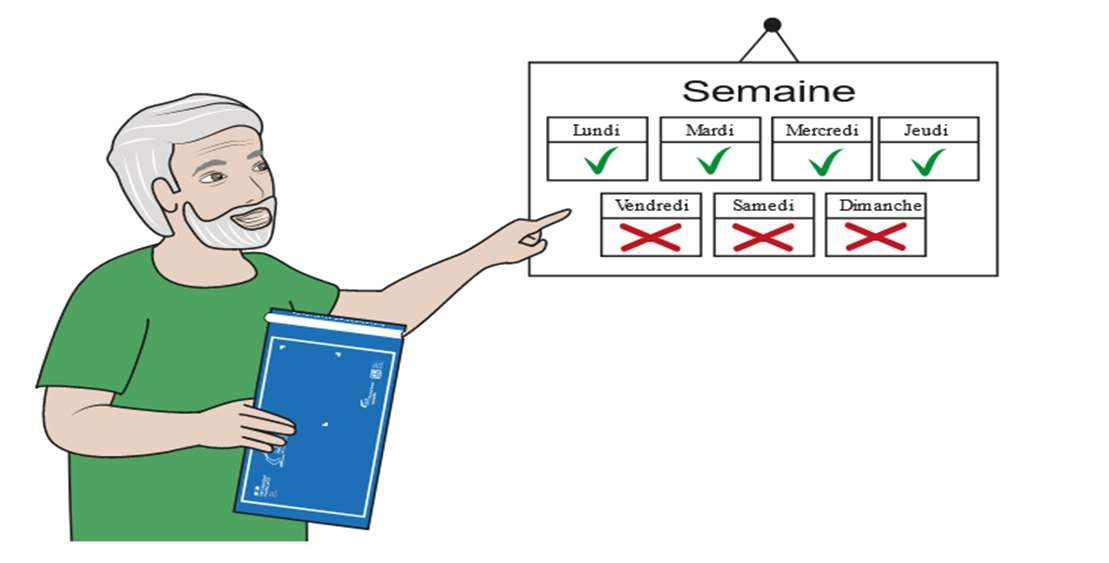 Semaine
Lundi Mardi Mercredi Jeudi
Vendredi Samedi Dimanche